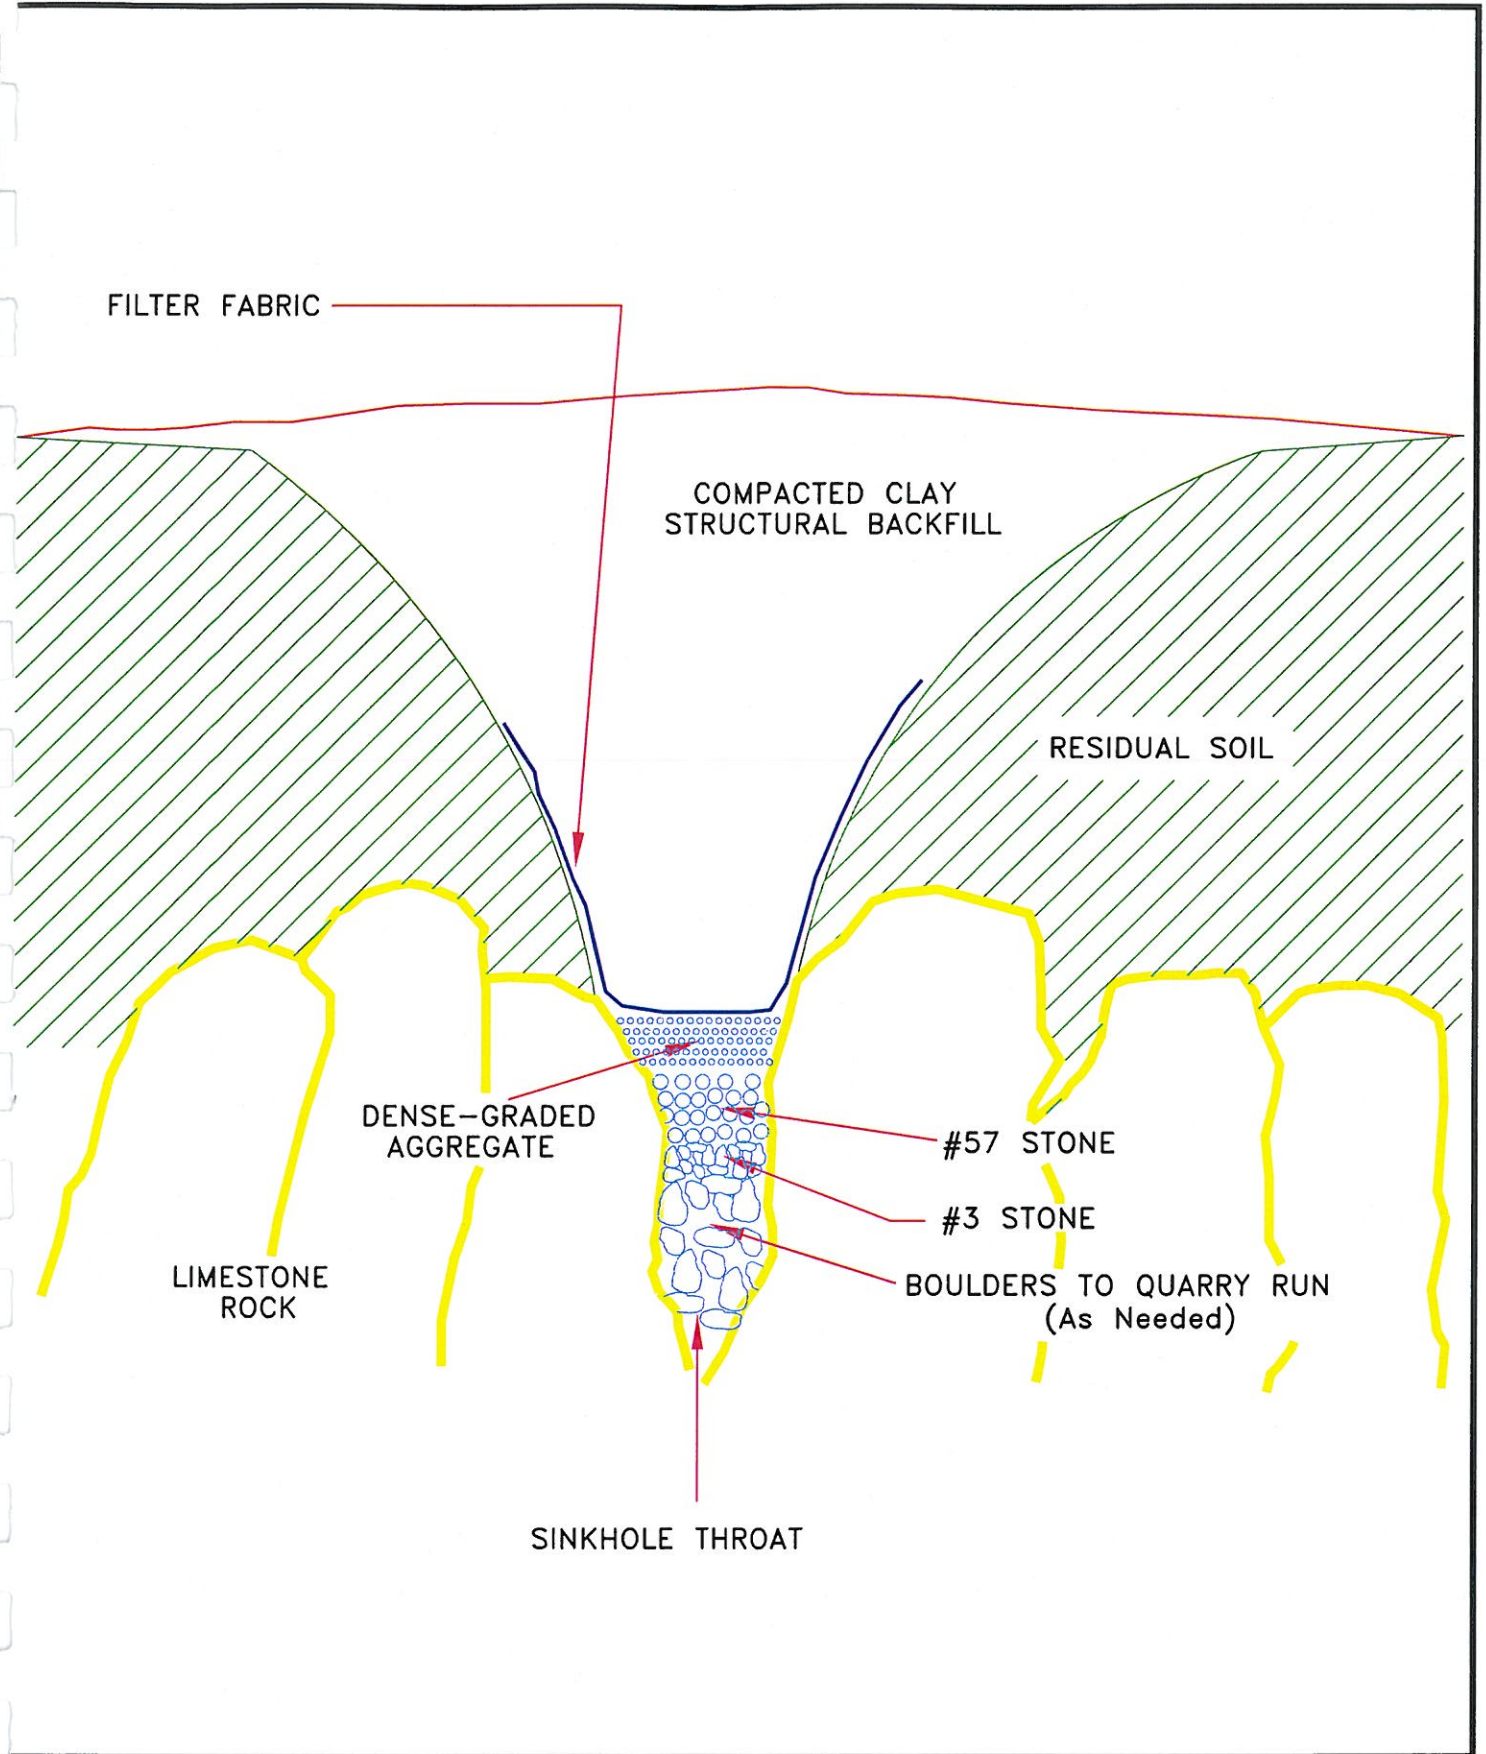 FILTER FABRIC
COMPACTED CLAY
STRUCTURAL BACKFILL
RESIDUAL SOIL
DENSE-GRADED
AGGREGATE
#57 STONE
#3 STONE
LIMESTONE
ROCK
BOULDERS TO QUARRY RUN
(As Needed)
SINKHOLE THROAT